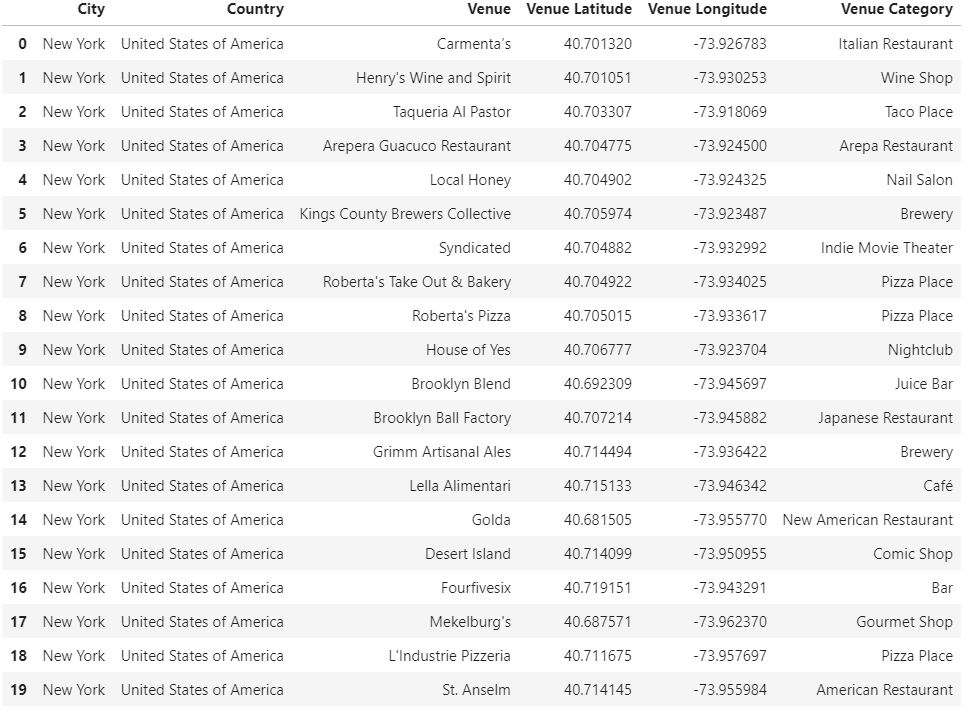 City Country Venue Venue Latitude Venue Longitude Venue Category
0 New York United States of America Carmenta's 40.701320 -73.926783 Italian Restaurant
1 New York United States of America Henry's Wine and Spirit 40.701051 -73.930253 Wine Shop
2 New York United States of America Taqueria Al Pastor 40.703307 -73.918069 Taco Place
3 New York United States of America Arepera Guacuco Restaurant 40.704775 -73.924500 Arepa Restaurant
4 New York United States of America Local Honey 40.704902 -73.924325 Nail Salon
5 New York United States of America Kings County Brewers Collective 40.705974 -73.923487 Brewery
6 New York United States of America Syndicated 40.704882 -73.932992 Indie Movie Theater
7 New York United States of America Roberta's Take Out & Bakery 40.704922 -73.934025 Pizza Place
8 New York United States of America Roberta's Pizza 40.705015 -73.933617 Pizza Place
9 New York United States of America House of Yes 40.706777 -73.923704 Nightclub
10 New York United States of America Brooklyn Blend 40.692309 -73.945697 Juice Bar
11 New York United States of America Brooklyn Ball Factory 40.707214 -73.945882 Japanese Restaurant
12 New York United States of America Grimm Artisanal Ales 40.714494 -73.936422 Brewery
13 New York United States of America Lella Alimentari 40.715133 -73.946342 Café
14 New York United States of America Golda 40.681505 -73.955770 New American Restaurant
15 New York United States of America Desert Island 40.714099 -73.950955 Comic Shop
16 New York United States of America Fourfivesix 40.719151 -73.943291 Bar
17 New York United States of America Mekelburg's 40.687571 -73.962370 Gourmet Shop
18 New York United States of America L'Industrie Pizzeria 40.711675 -73.957697 Pizza Place
19 New York United States of America St. Anselm 40.714145 -73.955984 American Restaurant